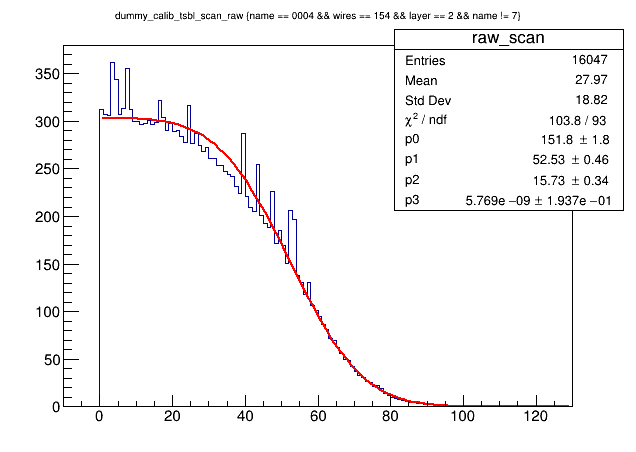 dummy_calib_tsbl_scan_raw {name == 0004 && wires == 154 && layer == 2 && name != 7}
raw_scan
Entries 16047
Mean 27.97
Std Dev 18.82
χ² / ndf 103.8 / 93
p0 151.8 ± 1.8
p1 52.53 ± 0.46
p2 15.73 ± 0.34
p3 5.769e −09 ± 1.937e −01
350
300
250
200
150
100
50
0
0 20 40 60 80 100 120